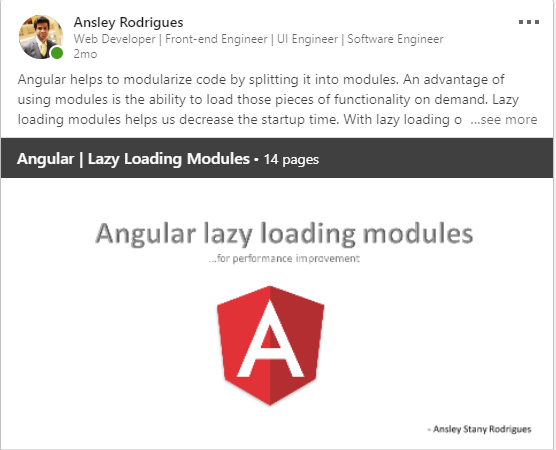 Ansley Rodrigues
Web Developer | Front-end Engineer | UI Engineer | Software Engineer
2mo
Angular helps to modularize code by splitting it into modules. An advantage of
using modules is the ability to load those pieces of functionality on demand. Lazy
loading modules helps us decrease the startup time. With lazy loading o ...see more
Angular | Lazy Loading Modules • 14 pages
Angular lazy loading modules
...for performance improvement
A
- Ansley Stany Rodrigues